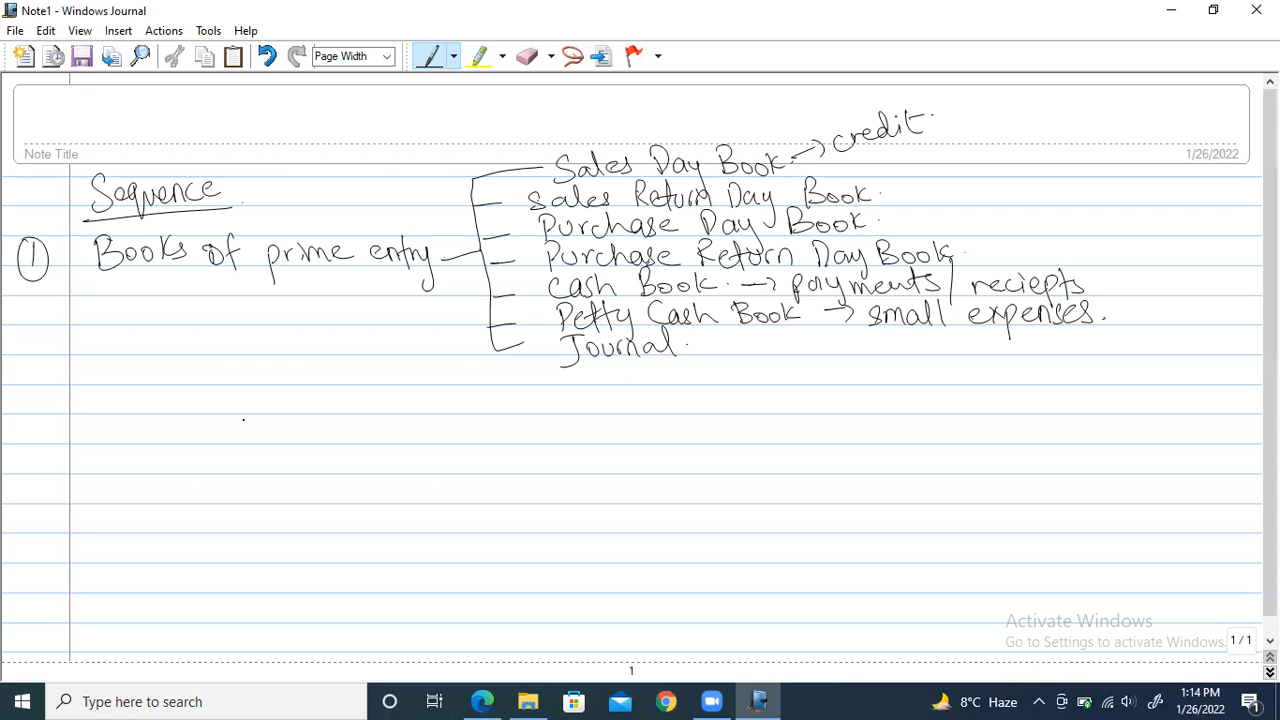 Note1 - Windows Journal
File Edit View Insert Actions Tools Help
Page Width
Note Title
1/26/2022
Sales Day Book → credit.
Sequence
Sales Return Day Book.
Purchase Day Book.
① Books of prime entry
Purchase Return Day Book.
Cash Book. → payments / reciepts
Petty Cash Book → small expenses.
Journal.
Activate Windows
Go to Settings to activate Windows.
1 / 1
1
Type here to search
8°C Haze
1:14 PM
1/26/2022
1